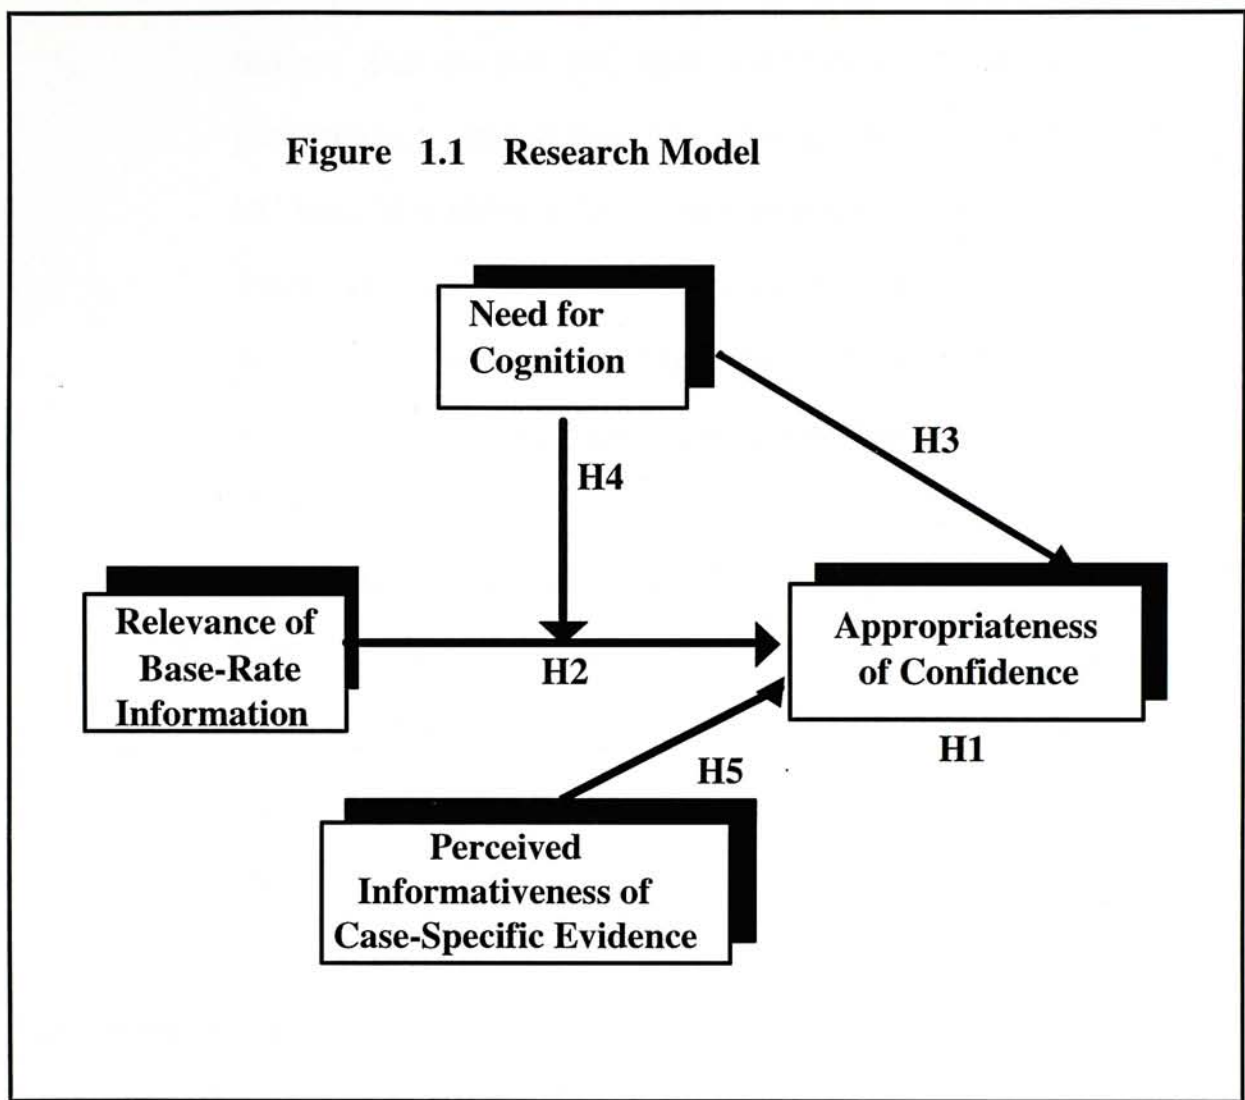 Figure 1.1 Research Model
Need for
Cognition
H3
H4
Relevance of
Base-Rate
Information
Appropriateness
of Confidence
H2
H1
H5
Perceived
Informativeness of
Case-Specific Evidence